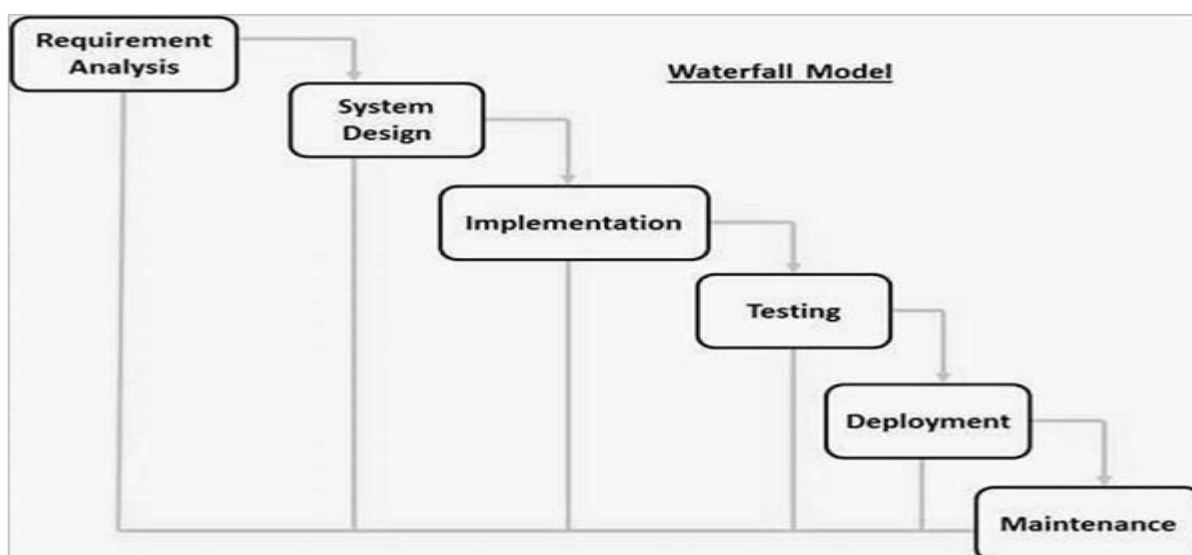 Requirement
Analysis
Waterfall Model
System
Design
Implementation
Testing
Deployment
Maintenance